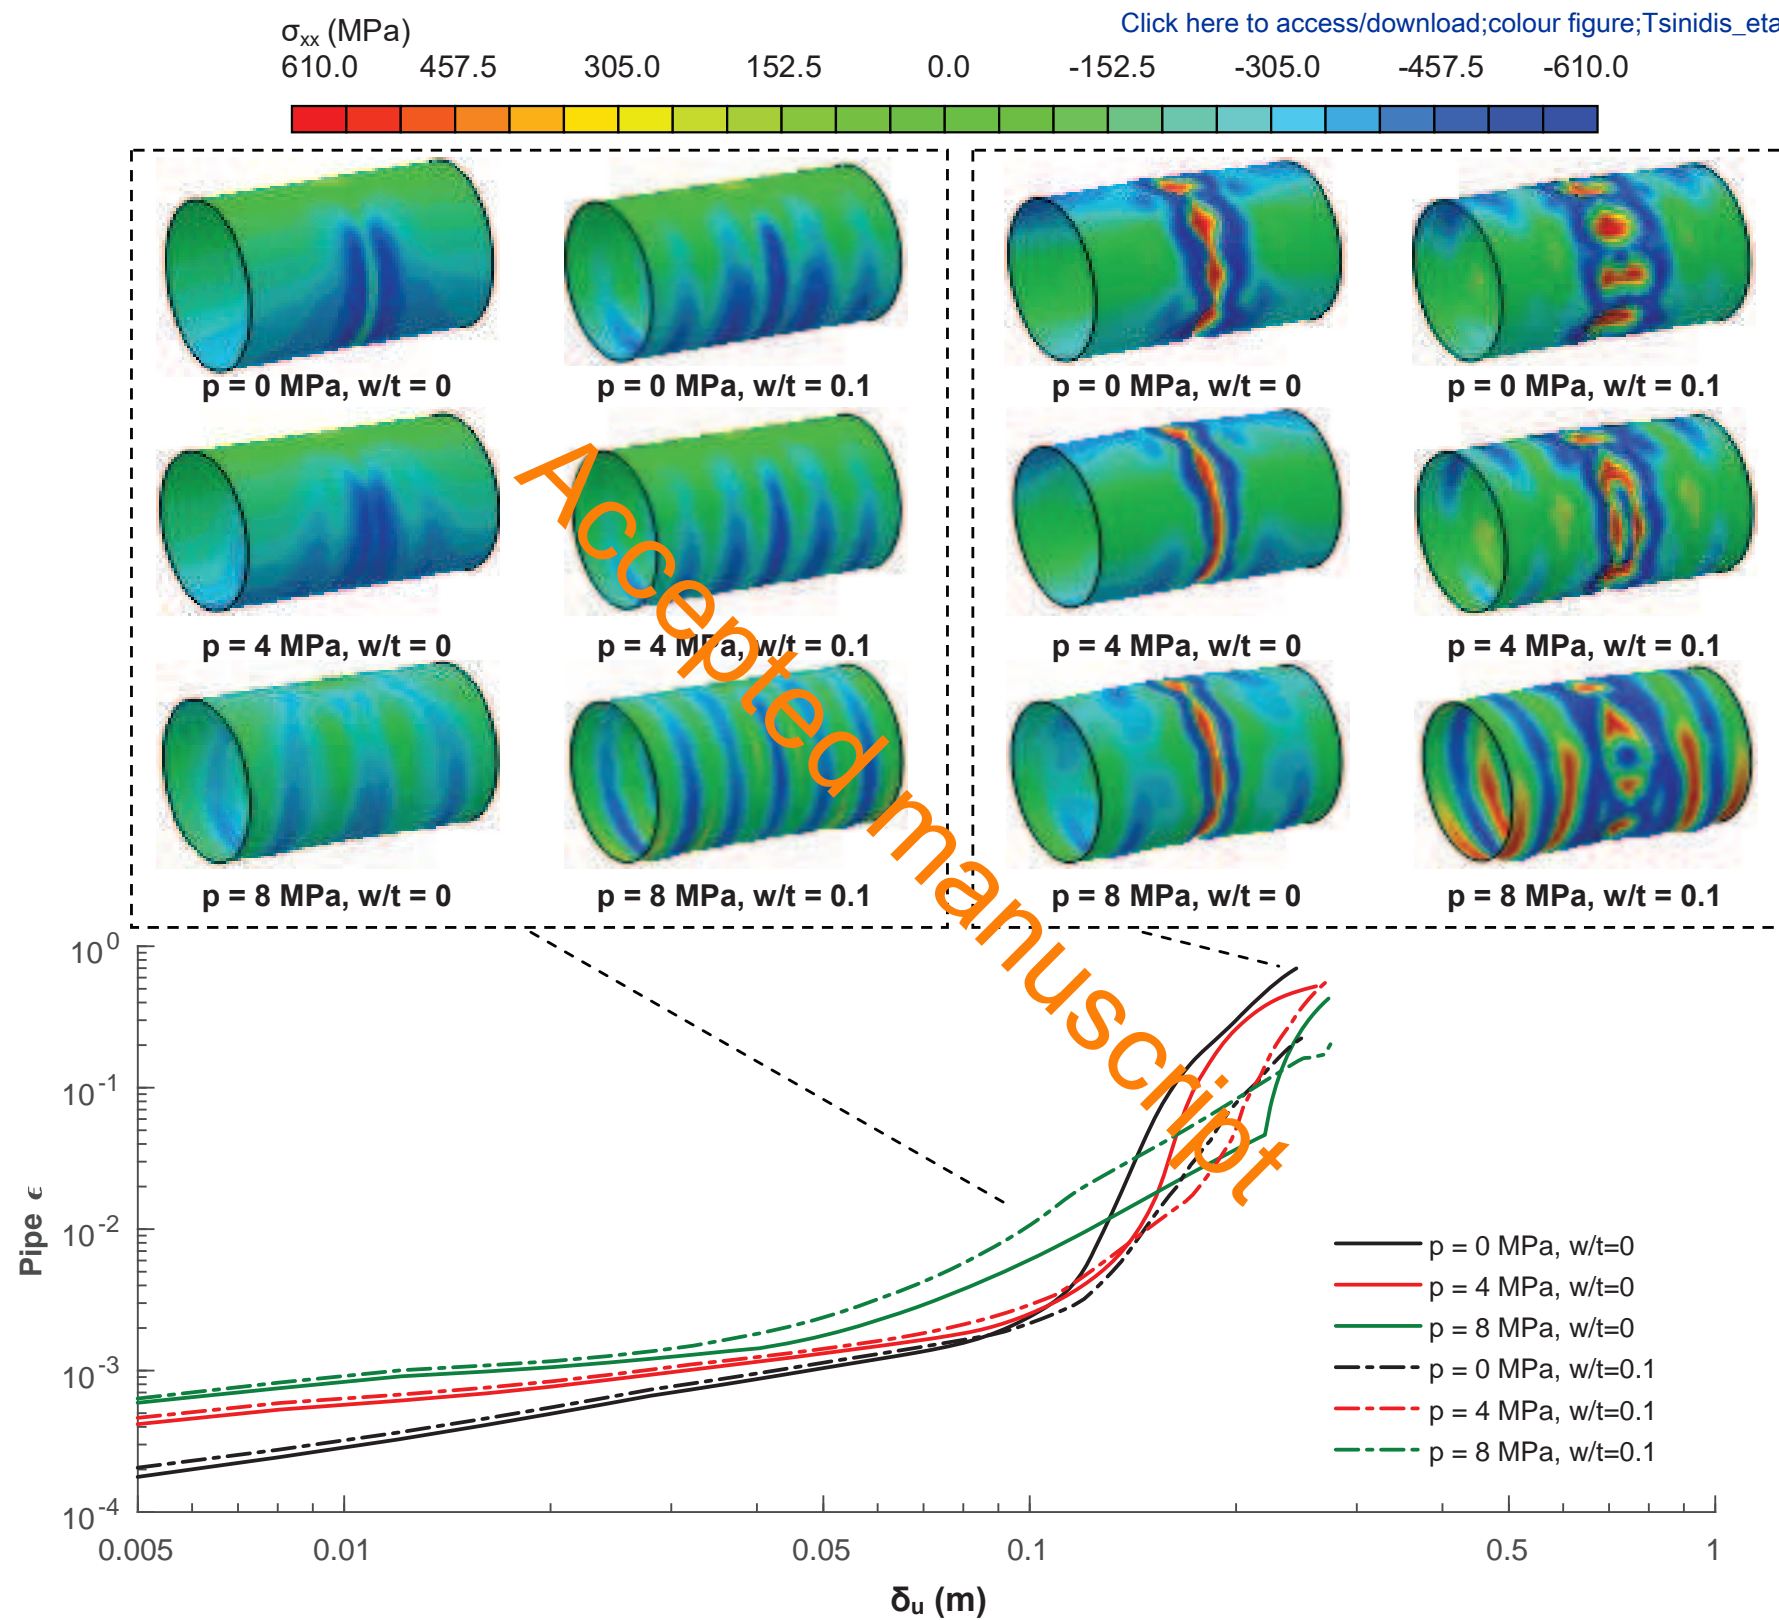 Click here to access/download;colour figure;Tsinidis_eta
σxx (MPa)
610.0 457.5 305.0 152.5 0.0 -152.5 -305.0 -457.5 -610.0
p = 0 MPa, w/t = 0 p = 0 MPa, w/t = 0.1 p = 0 MPa, w/t = 0 p = 0 MPa, w/t = 0.1
p = 4 MPa, w/t = 0 p = 4 MPa, w/t = 0.1 p = 4 MPa, w/t = 0 p = 4 MPa, w/t = 0.1
p = 8 MPa, w/t = 0 p = 8 MPa, w/t = 0.1 p = 8 MPa, w/t = 0 p = 8 MPa, w/t = 0.1
Accepted manuscript
10^0
10^-1
10^-2
10^-3
10^-4
Pipe ϵ
p = 0 MPa, w/t=0
p = 4 MPa, w/t=0
p = 8 MPa, w/t=0
p = 0 MPa, w/t=0.1
p = 4 MPa, w/t=0.1
p = 8 MPa, w/t=0.1
0.005 0.01 0.05 0.1 0.5 1
δu (m)